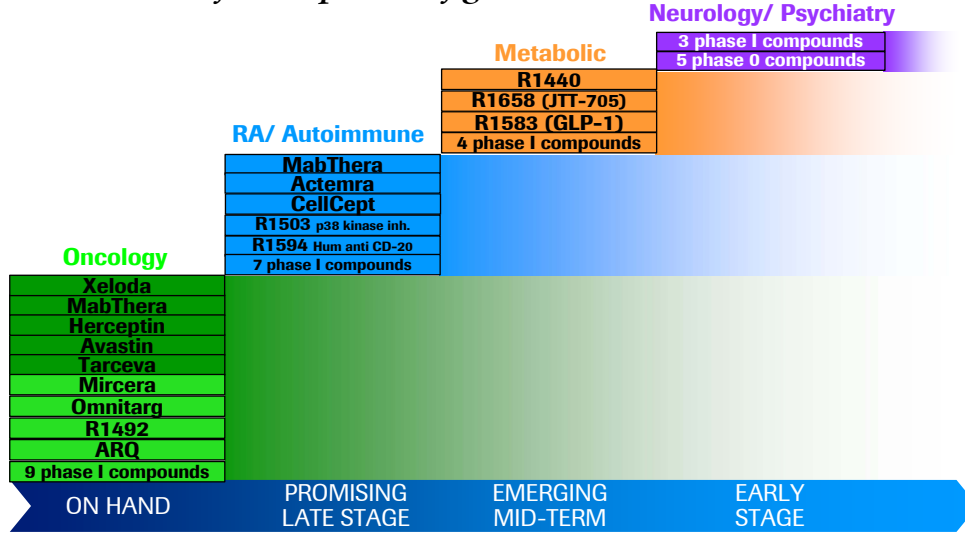 Neurology/ Psychiatry
3 phase I compounds
5 phase 0 compounds
Metabolic
R1440
R1658 (JTT-705)
R1583 (GLP-1)
4 phase I compounds
RA/ Autoimmune
MabThera
Actemra
CellCept
R1503 p38 kinase inh.
R1594 Hum anti CD-20
7 phase I compounds
Oncology
Xeloda
MabThera
Herceptin
Avastin
Tarceva
Mircera
Omnitarg
R1492
ARQ
9 phase I compounds
ON HAND
PROMISING
LATE STAGE
EMERGING
MID-TERM
EARLY
STAGE